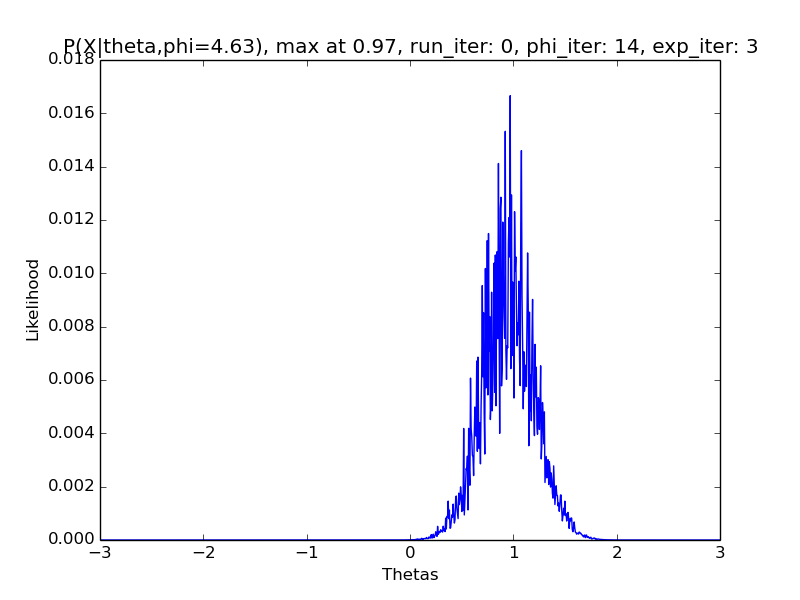 P(X|theta,phi=4.63), max at 0.97, run_iter: 0, phi_iter: 14, exp_iter: 3
0.018
0.016
0.014
0.012
0.010
0.008
0.006
0.004
0.002
0.000
Likelihood
−3 −2 −1 0 1 2 3
Thetas